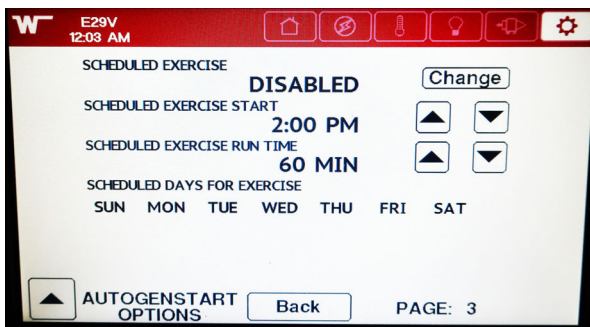 W E29V
12:03 AM
SCHEDULED EXERCISE
DISABLED Change
SCHEDULED EXERCISE START
2:00 PM
SCHEDULED EXERCISE RUN TIME
60 MIN
SCHEDULED DAYS FOR EXERCISE
SUN MON TUE WED THU FRI SAT
AUTOGENSTART
OPTIONS Back PAGE: 3